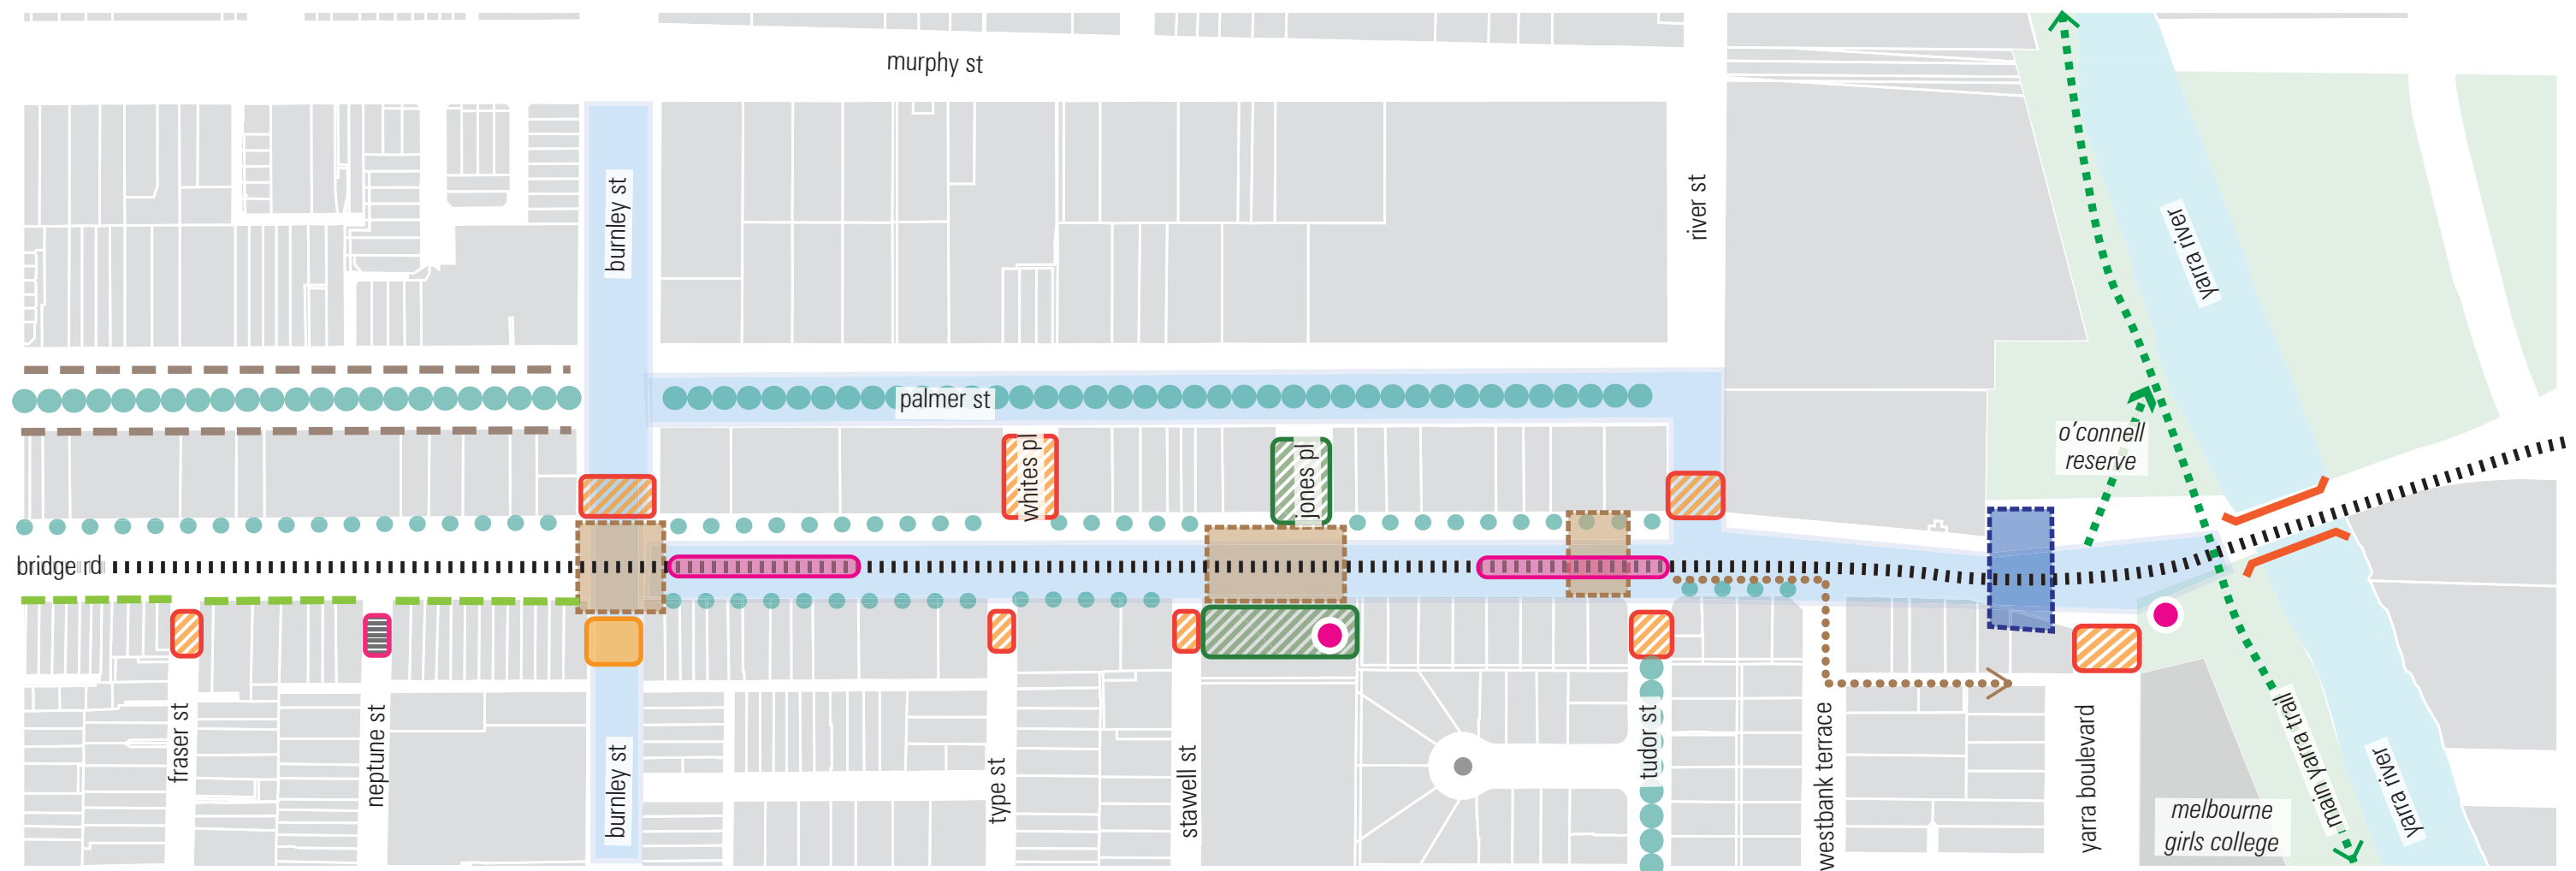 murphy st
burnley st
river st
yarra river
palmer st
o'connell
reserve
whites pl
jones pl
bridge rd
fraser st
neptune st
burnley st
type st
stawell st
tudor st
westbank terrace
yarra boulevard
main yarra trail
yarra river
melbourne
girls college